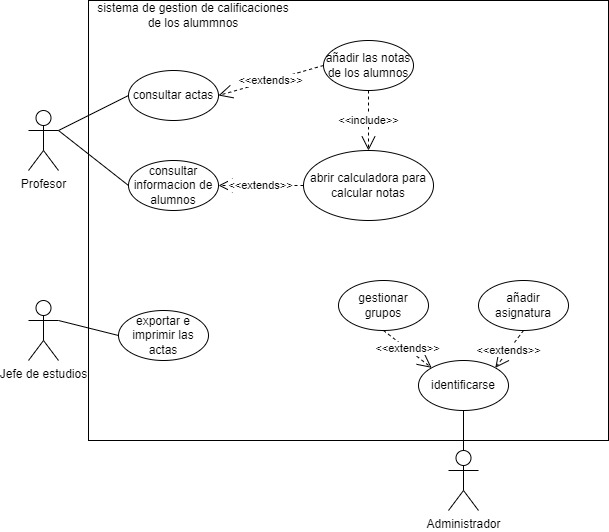 sistema de gestion de calificaciones
de los alummnos
añadir las notas
de los alumnos
consultar actas
<<extends>>
<<include>>
Profesor
consultar
informacion de
alumnos
<<extends>>
abrir calculadora para
calcular notas
gestionar
grupos
añadir
asignatura
exportar e
imprimir las
actas
<<extends>>
<<extends>>
Jefe de estudios
identificarse
Administrador